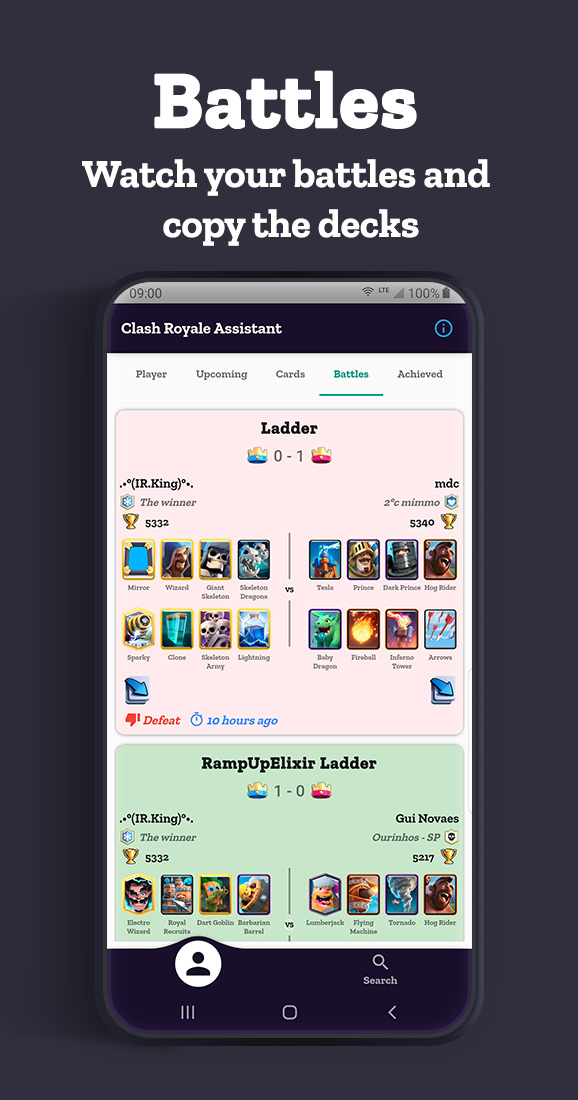 Battles
Watch your battles and
copy the decks
09:00 LTE 100%
Clash Royale Assistant
Player Upcoming Cards Battles Achieved
Ladder
0 - 1
.•°(IR.King)°•. mdc
The winner 2°c mimmo
5332 5340
Mirror Wizard Giant Skeleton Skeleton Dragons vs Tesla Prince Dark Prince Hog Rider
Sparky Clone Skeleton Army Lightning Baby Dragon Fireball Inferno Tower Arrows
Defeat 10 hours ago
RampUpElixir Ladder
1 - 0
.•°(IR.King)°•. Gui Novaes
The winner Ourinhos - SP
5332 5217
Electro Wizard Royal Recruits Dart Goblin Barbarian Barrel vs Lumberjack Flying Machine Tornado Hog Rider
Search